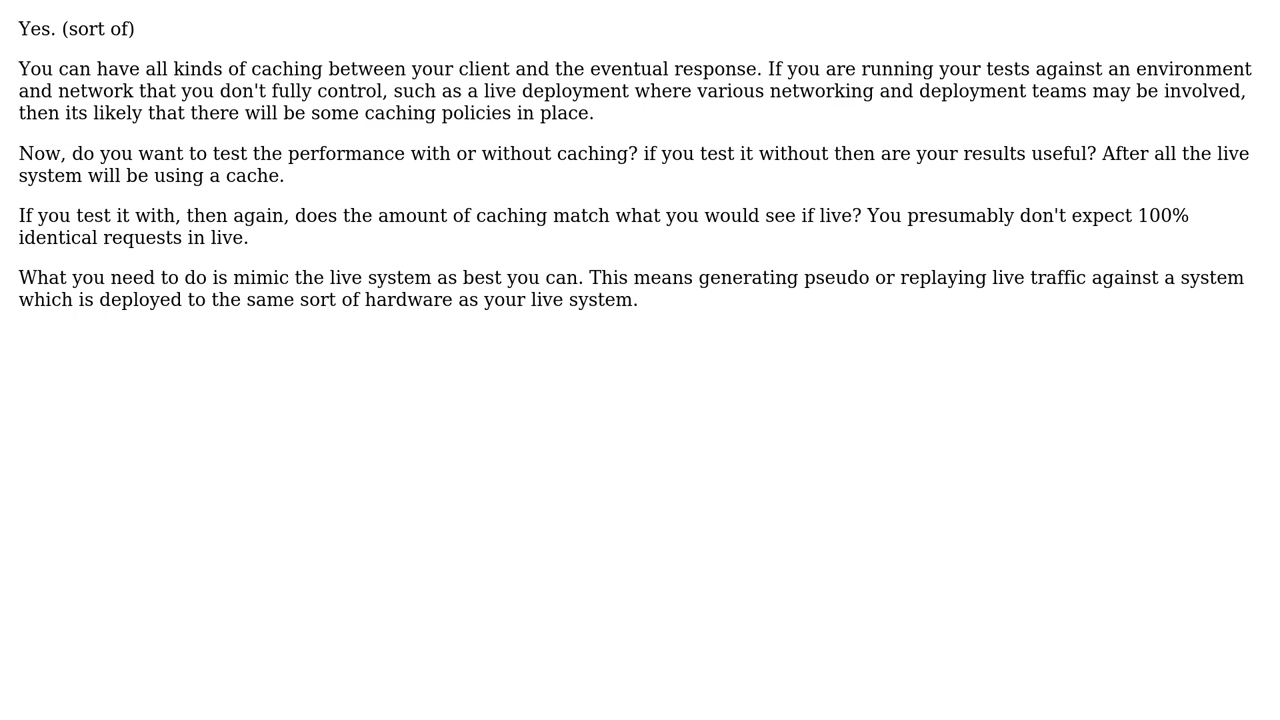 Yes. (sort of)
You can have all kinds of caching between your client and the eventual response. If you are running your tests against an environment
and network that you don't fully control, such as a live deployment where various networking and deployment teams may be involved,
then its likely that there will be some caching policies in place.
Now, do you want to test the performance with or without caching? if you test it without then are your results useful? After all the live
system will be using a cache.
If you test it with, then again, does the amount of caching match what you would see if live? You presumably don't expect 100%
identical requests in live.
What you need to do is mimic the live system as best you can. This means generating pseudo or replaying live traffic against a system
which is deployed to the same sort of hardware as your live system.